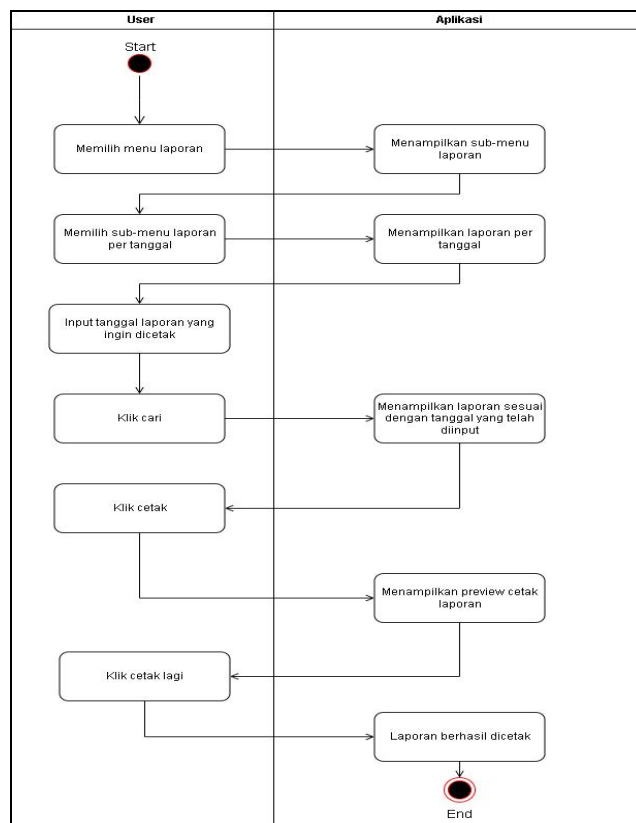 User
Aplikasi
Start
Memilih menu laporan
Menampilkan sub-menu
laporan
Memilih sub-menu laporan
per tanggal
Menampilkan laporan per
tanggal
Input tanggal laporan yang
ingin dicetak
Klik cari
Menampilkan laporan sesuai
dengan tanggal yang telah
diinput
Klik cetak
Menampilkan preview cetak
laporan
Klik cetak lagi
Laporan berhasil dicetak
End